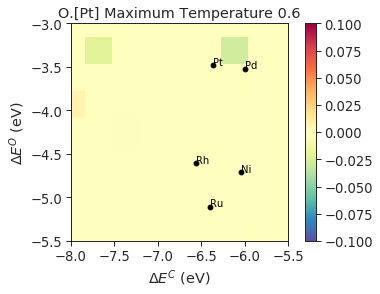 O.[Pt] Maximum Temperature 0.6
−3.0
−3.5
−4.0
−4.5
−5.0
−5.5
ΔE^O (eV)
Pt
Pd
Rh
Ni
Ru
−8.0 −7.5 −7.0 −6.5 −6.0 −5.5
ΔE^C (eV)
0.100
0.075
0.050
0.025
0.000
−0.025
−0.050
−0.075
−0.100